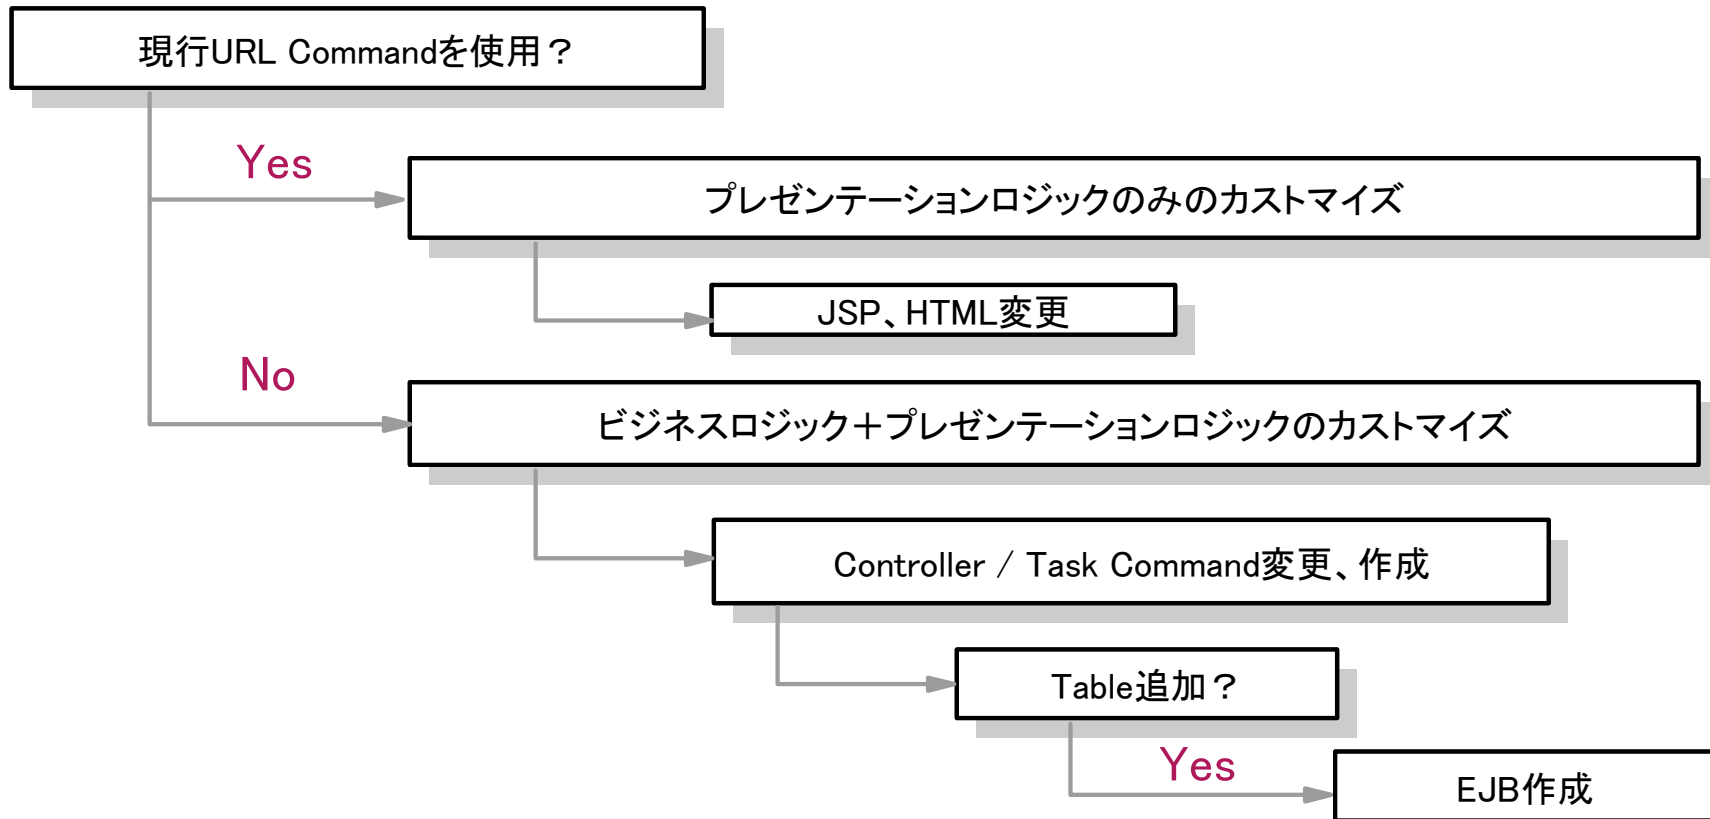 現行URL Commandを使用？
Yes
プレゼンテーションロジックのみのカストマイズ
JSP、HTML変更
No
ビジネスロジック＋プレゼンテーションロジックのカストマイズ
Controller / Task Command変更、作成
Table追加？
Yes
EJB作成